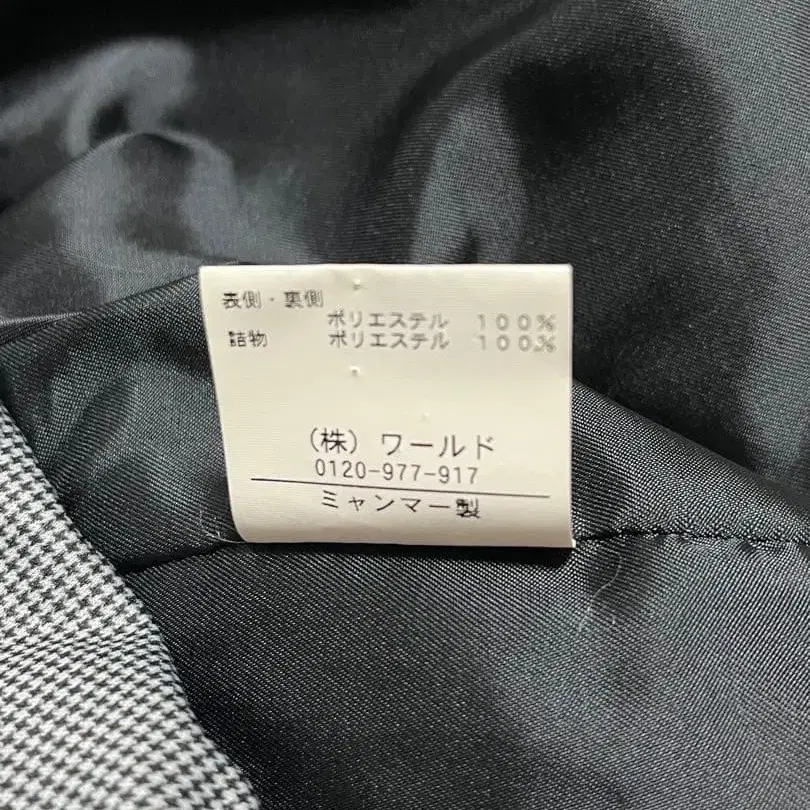 表側・裏側
ポリエステル 100%
詰物 ポリエステル 100%
(株) ワールド
0120-977-917
ミャンマー製